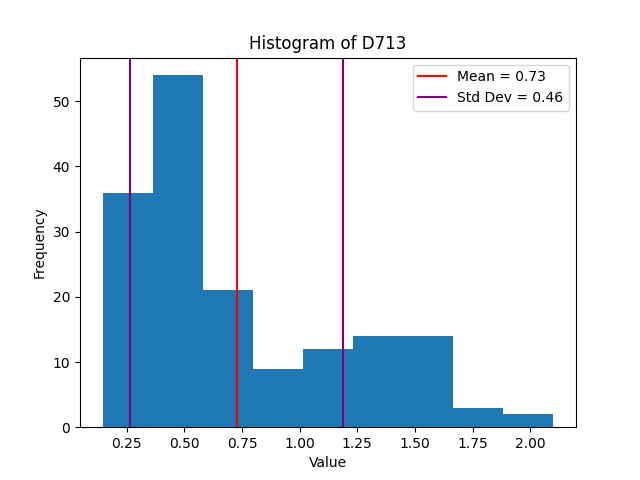 Histogram of D713
Mean = 0.73
Std Dev = 0.46
50
40
30
20
10
0
Frequency
0.25 0.50 0.75 1.00 1.25 1.50 1.75 2.00
Value